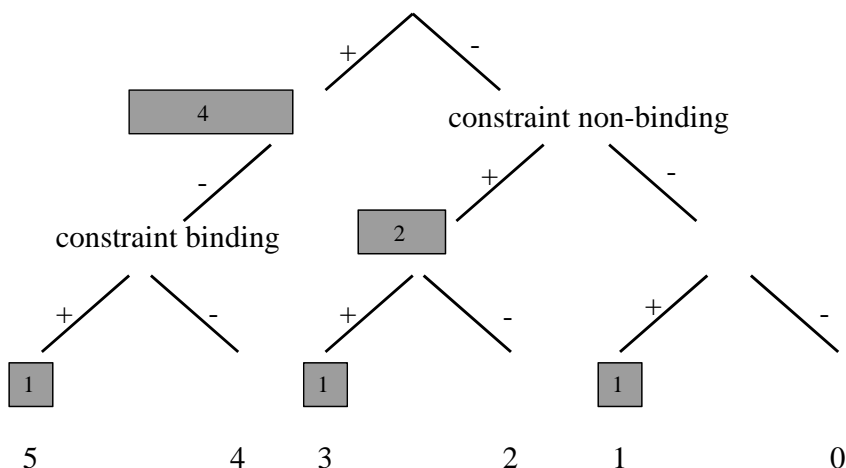 + -
4
constraint non-binding
- + -
constraint binding
2
+ - + - + -
1 1 1
5 4 3 2 1 0